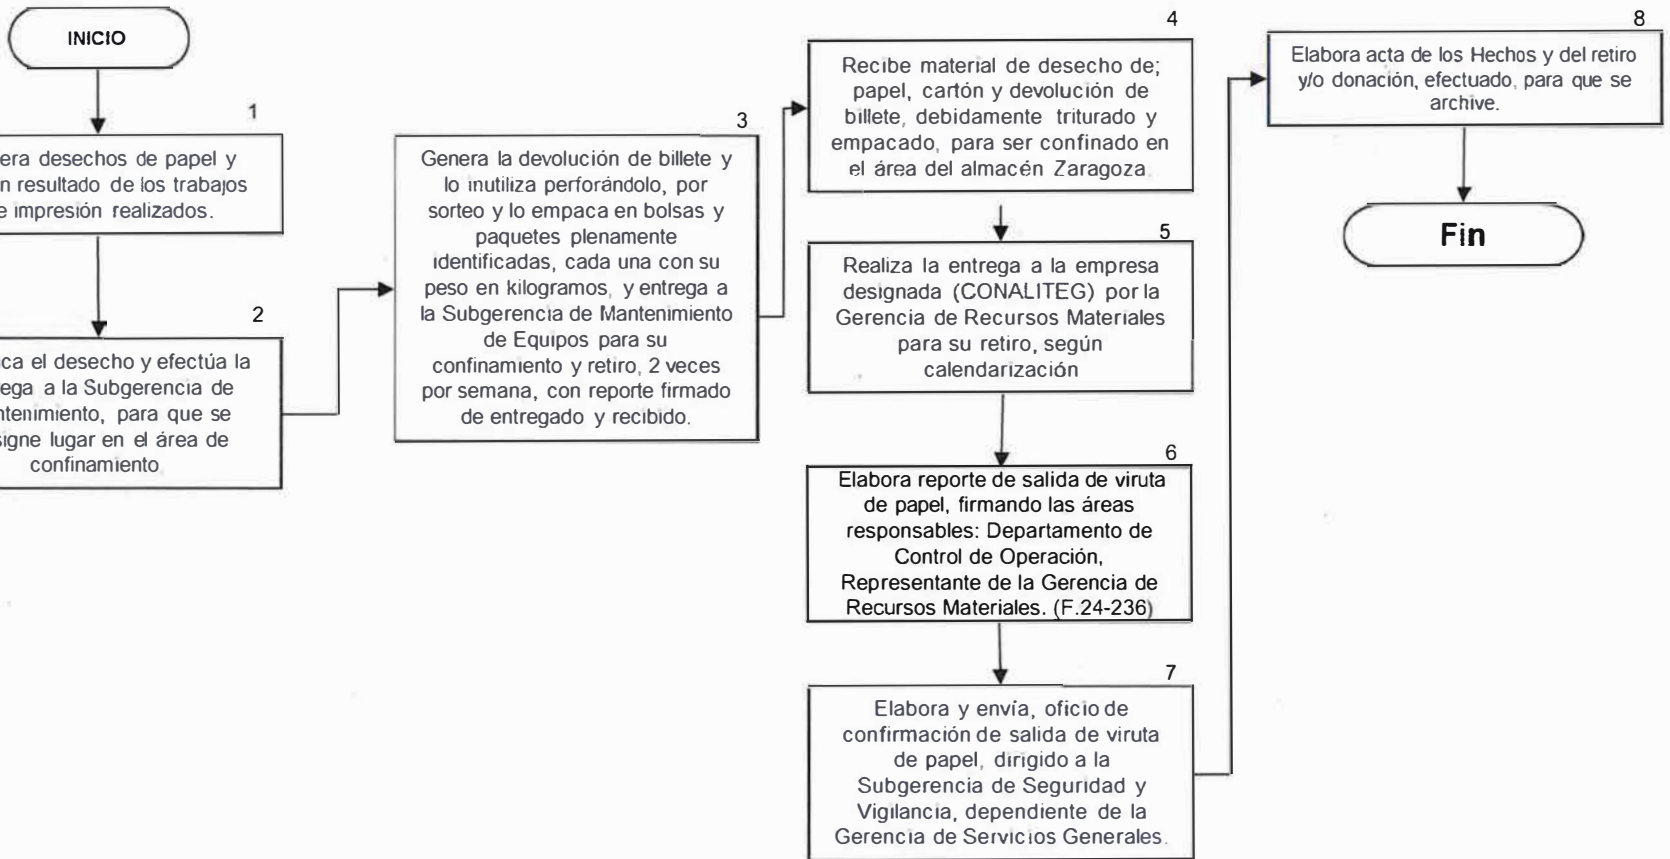 INICIO
1
era desechos de papel y
n resultado de los trabajos
e impresión realizados.
2
ca el desecho y efectúa la
rega a la Subgerencia de
ntenimiento, para que se
signe lugar en el área de
confinamiento.
3
Genera la devolución de billete y
lo inutiliza perforándolo, por
sorteo y lo empaca en bolsas y
paquetes plenamente
identificadas, cada una con su
peso en kilogramos, y entrega a
la Subgerencia de Mantenimiento
de Equipos para su
confinamiento y retiro, 2 veces
por semana, con reporte firmado
de entregado y recibido.
4
Recibe material de desecho de;
papel, cartón y devolución de
billete, debidamente triturado y
empacado, para ser confinado en
el área del almacén Zaragoza.
5
Realiza la entrega a la empresa
designada (CONALITEG) por la
Gerencia de Recursos Materiales
para su retiro, según
calendarización
6
Elabora reporte de salida de viruta
de papel, firmando las áreas
responsables: Departamento de
Control de Operación,
Representante de la Gerencia de
Recursos Materiales. (F.24-236)
7
Elabora y envía, oficio de
confirmación de salida de viruta
de papel, dirigido a la
Subgerencia de Seguridad y
Vigilancia, dependiente de la
Gerencia de Servicios Generales.
8
Elabora acta de los Hechos y del retiro
y/o donación, efectuado, para que se
archive.
Fin